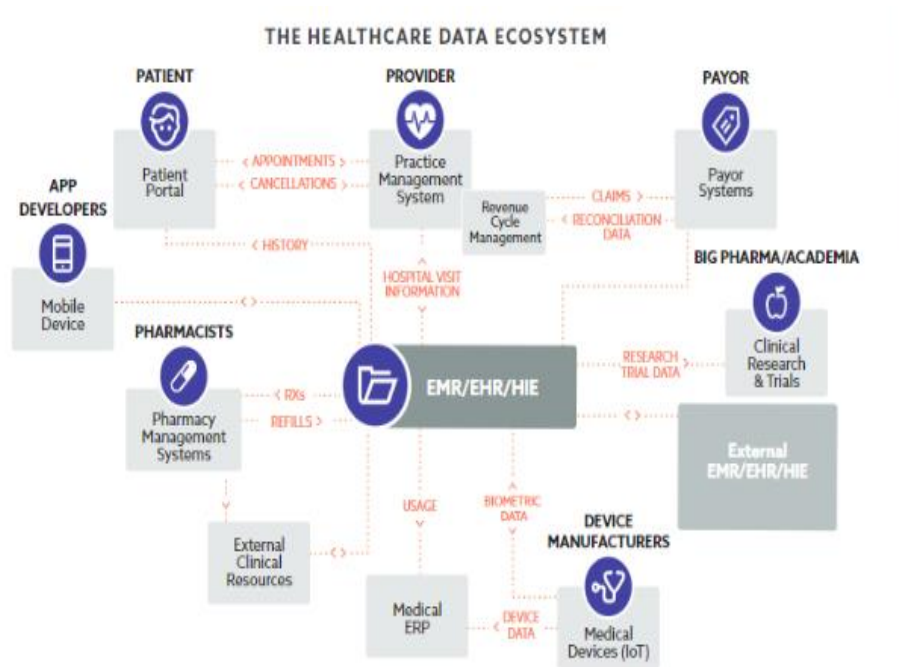 THE HEALTHCARE DATA ECOSYSTEM
PATIENT
PROVIDER
PAYOR
Patient
Portal
< APPOINTMENTS >
< CANCELLATIONS >
Practice
Management
System
Revenue
Cycle
Management
CLAIMS >
< RECONCILIATION
DATA
Payor
Systems
APP
DEVELOPERS
Mobile
Device
< HISTORY
< >
HOSPITAL VISIT
INFORMATION
BIG PHARMA/ACADEMIA
Clinical
Research
& Trials
PHARMACISTS
Pharmacy
Management
Systems
< RXs
REFILLS >
EMR/EHR/HIE
RESEARCH
TRIAL DATA >
< >
External
EMR/EHR/HIE
External
Clinical
Resources
< >
USAGE
BIOMETRIC
DATA
DEVICE
MANUFACTURERS
Medical
ERP
< DEVICE
DATA
Medical
Devices (IoT)